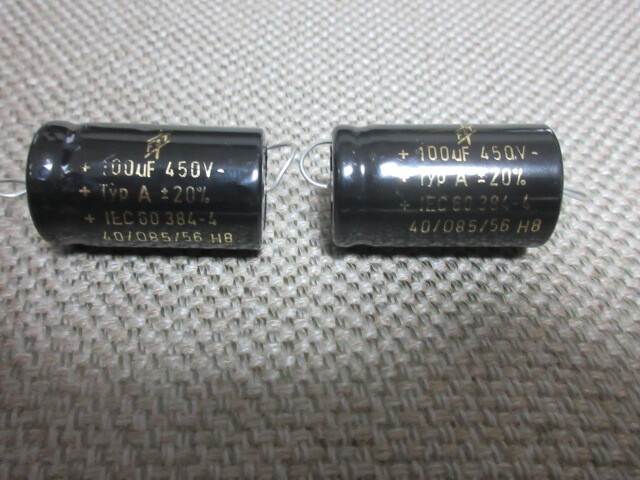 + 100uF 450V -
+ Typ A ±20%
+ IEC 60 384-4
40/085/56 H8
+ 100uF 450V -
+ Typ A ±20%
+ IEC 60 384-4
40/085/56 H8